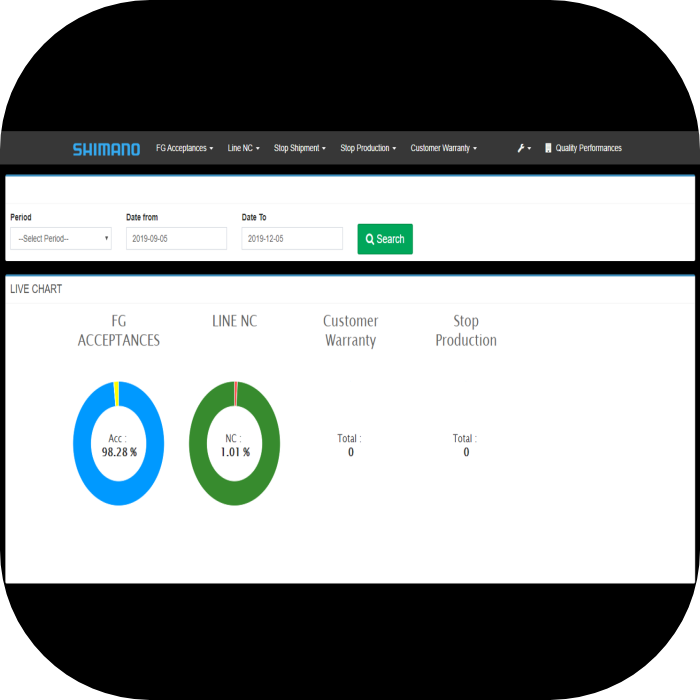 SHIMANO FG Acceptances Line NC Stop Shipment Stop Production Customer Warranty Quality Performances
Period Date from Date To
--Select Period-- 2019-09-05 2019-12-05 Search
LIVE CHART
FG
ACCEPTANCES
LINE NC
Customer
Warranty
Stop
Production
Acc :
98.28 %
NC :
1.01 %
Total :
0
Total :
0